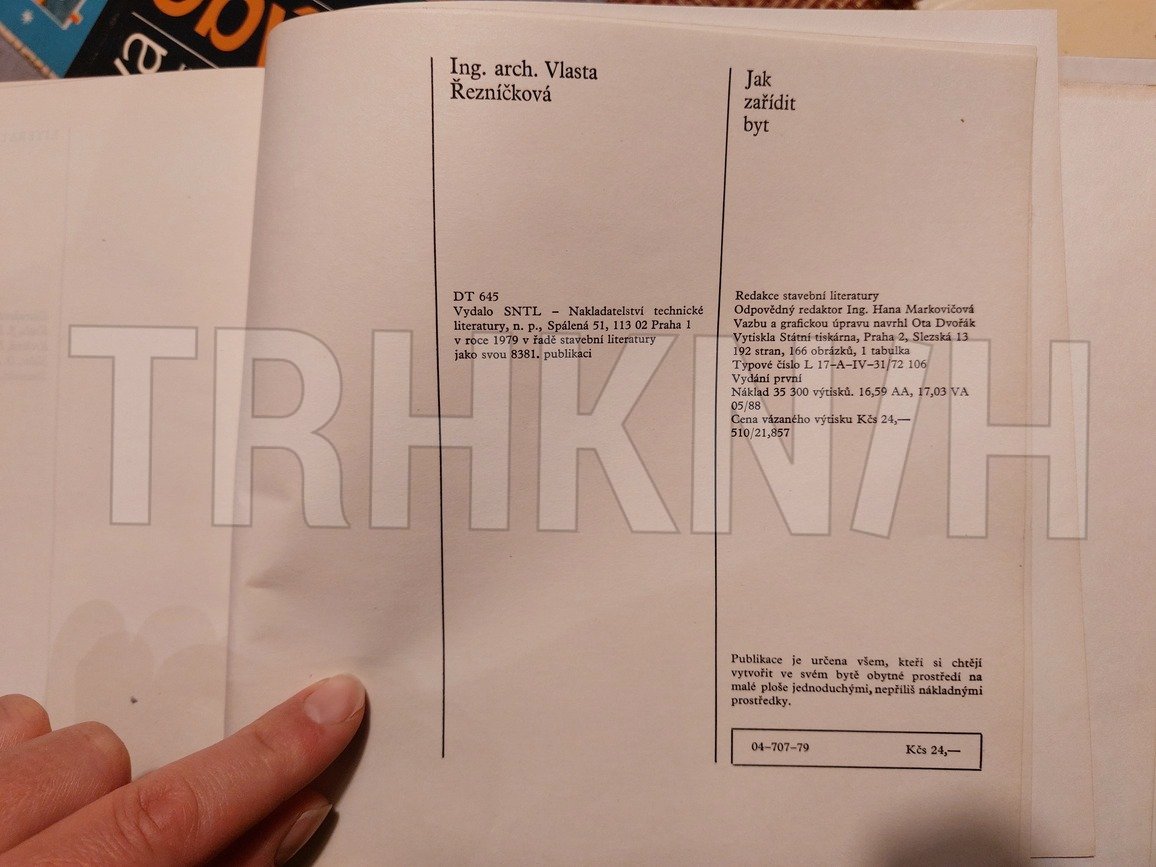 Ing. arch. Vlasta
Řezníčková
Jak
zařídit
byt
DT 645
Vydalo SNTL – Nakladatelství technické
literatury, n. p., Spálená 51, 113 02 Praha 1
v roce 1979 v řadě stavební literatury
jako svou 8381. publikaci
Redakce stavební literatury
Odpovědný redaktor Ing. Hana Markovičová
Vazbu a grafickou úpravu navrhl Ota Dvořák
Vytiskla Státní tiskárna, Praha 2, Slezská 13
192 stran, 166 obrázků, 1 tabulka
Typové číslo L 17–A–IV–31/72 106
Vydání první
Náklad 35 300 výtisků. 16,59 AA, 17,03 VA
05/88
Cena vázaného výtisku Kčs 24,—
510/21,857
TRHKN/H
Publikace je určena všem, kteří si chtějí
vytvořit ve svém bytě obytné prostředí na
malé ploše jednoduchými, nepříliš nákladnými
prostředky.
04–707–79 Kčs 24,—